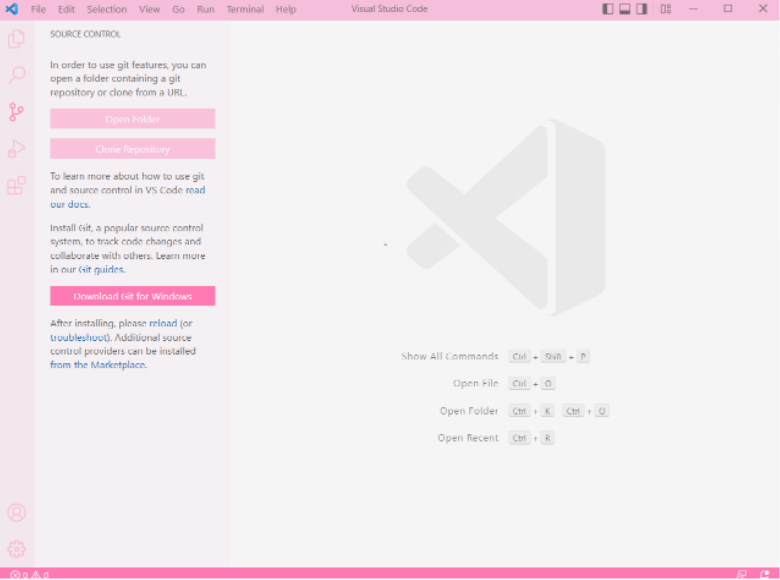 File Edit Selection View Go Run Terminal Help Visual Studio Code
SOURCE CONTROL
In order to use git features, you can
open a folder containing a git
repository or clone from a URL.
Open Folder
Clone Repository
To learn more about how to use git
and source control in VS Code read
our docs.
Install Git, a popular source control
system, to track code changes and
collaborate with others. Learn more
in our Git guides.
Download Git for Windows
After installing, please reload (or
troubleshoot). Additional source
control providers can be installed
from the Marketplace.
Show All Commands Ctrl + Shift + P
Open File Ctrl + O
Open Folder Ctrl + K Ctrl + O
Open Recent Ctrl + R
0 0